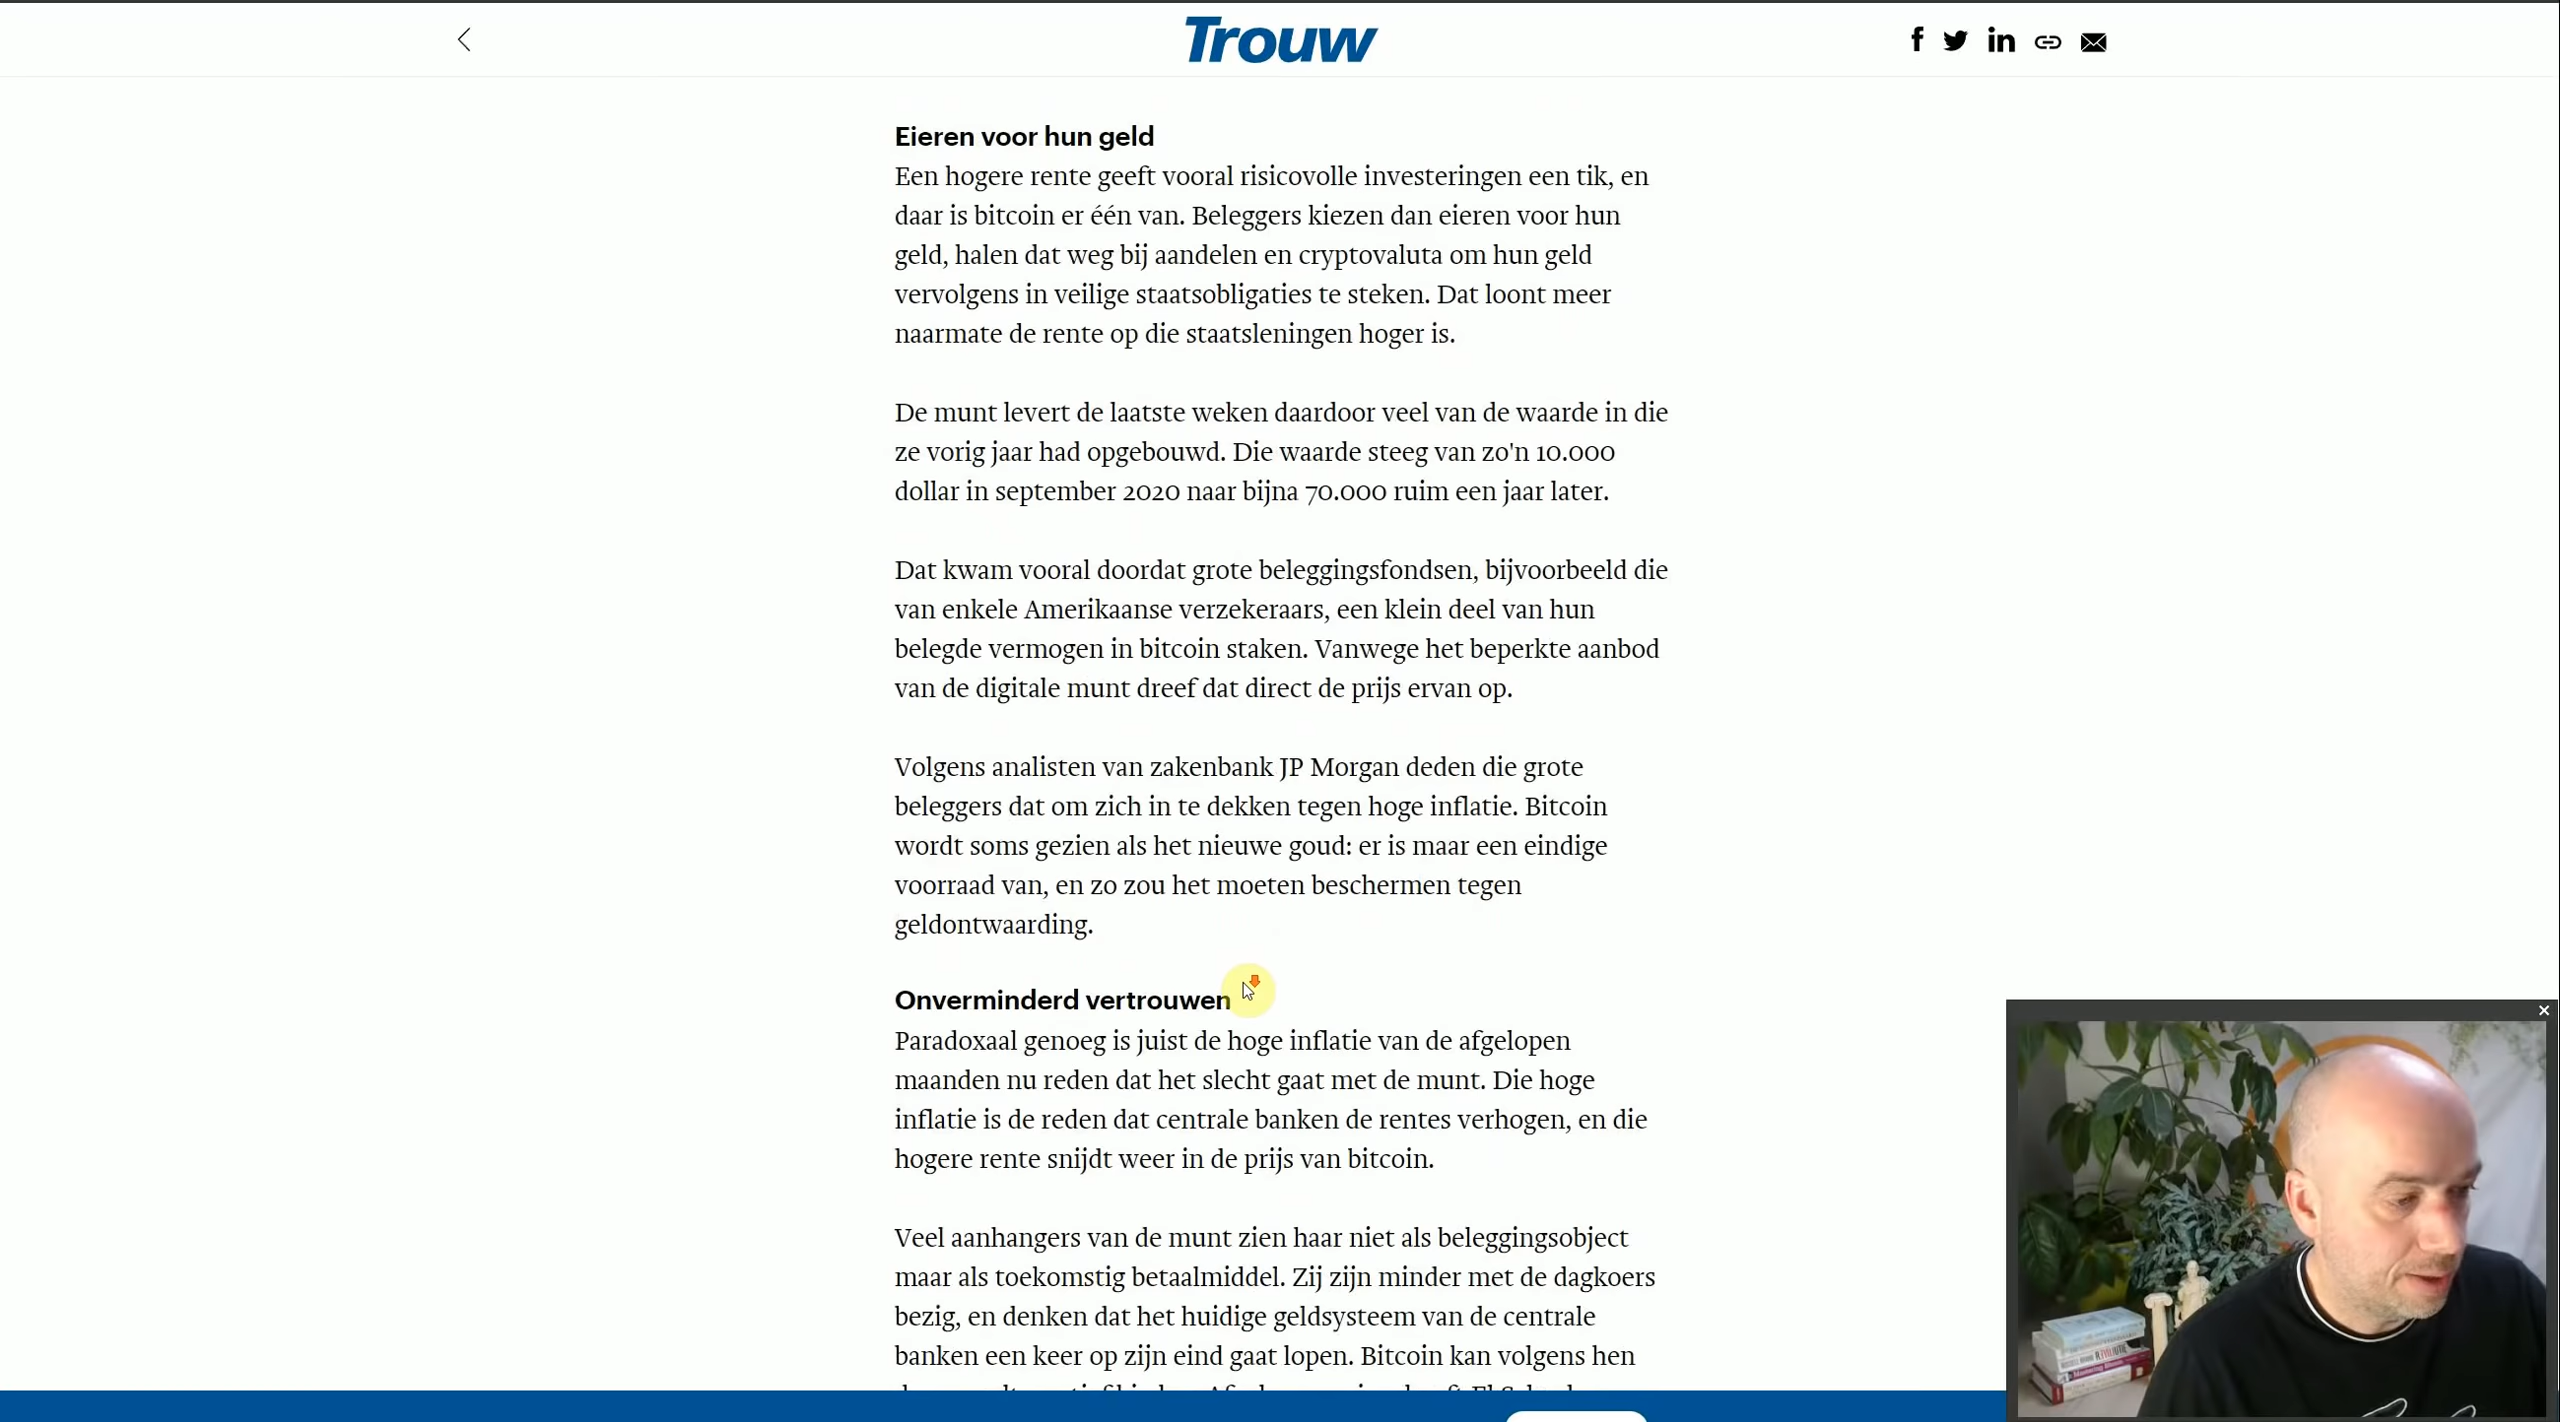 Trouw
Eieren voor hun geld
Een hogere rente geeft vooral risicovolle investeringen een tik, en
daar is bitcoin er één van. Beleggers kiezen dan eieren voor hun
geld, halen dat weg bij aandelen en cryptovaluta om hun geld
vervolgens in veilige staatsobligaties te steken. Dat loont meer
naarmate de rente op die staatsleningen hoger is.
De munt levert de laatste weken daardoor veel van de waarde in die
ze vorig jaar had opgebouwd. Die waarde steeg van zo'n 10.000
dollar in september 2020 naar bijna 70.000 ruim een jaar later.
Dat kwam vooral doordat grote beleggingsfondsen, bijvoorbeeld die
van enkele Amerikaanse verzekeraars, een klein deel van hun
belegde vermogen in bitcoin staken. Vanwege het beperkte aanbod
van de digitale munt dreef dat direct de prijs ervan op.
Volgens analisten van zakenbank JP Morgan deden die grote
beleggers dat om zich in te dekken tegen hoge inflatie. Bitcoin
wordt soms gezien als het nieuwe goud: er is maar een eindige
voorraad van, en zo zou het moeten beschermen tegen
geldontwaarding.
Onverminderd vertrouwen
Paradoxaal genoeg is juist de hoge inflatie van de afgelopen
maanden nu reden dat het slecht gaat met de munt. Die hoge
inflatie is de reden dat centrale banken de rentes verhogen, en die
hogere rente snijdt weer in de prijs van bitcoin.
Veel aanhangers van de munt zien haar niet als beleggingsobject
maar als toekomstig betaalmiddel. Zij zijn minder met de dagkoers
bezig, en denken dat het huidige geldsysteem van de centrale
banken een keer op zijn eind gaat lopen. Bitcoin kan volgens hen